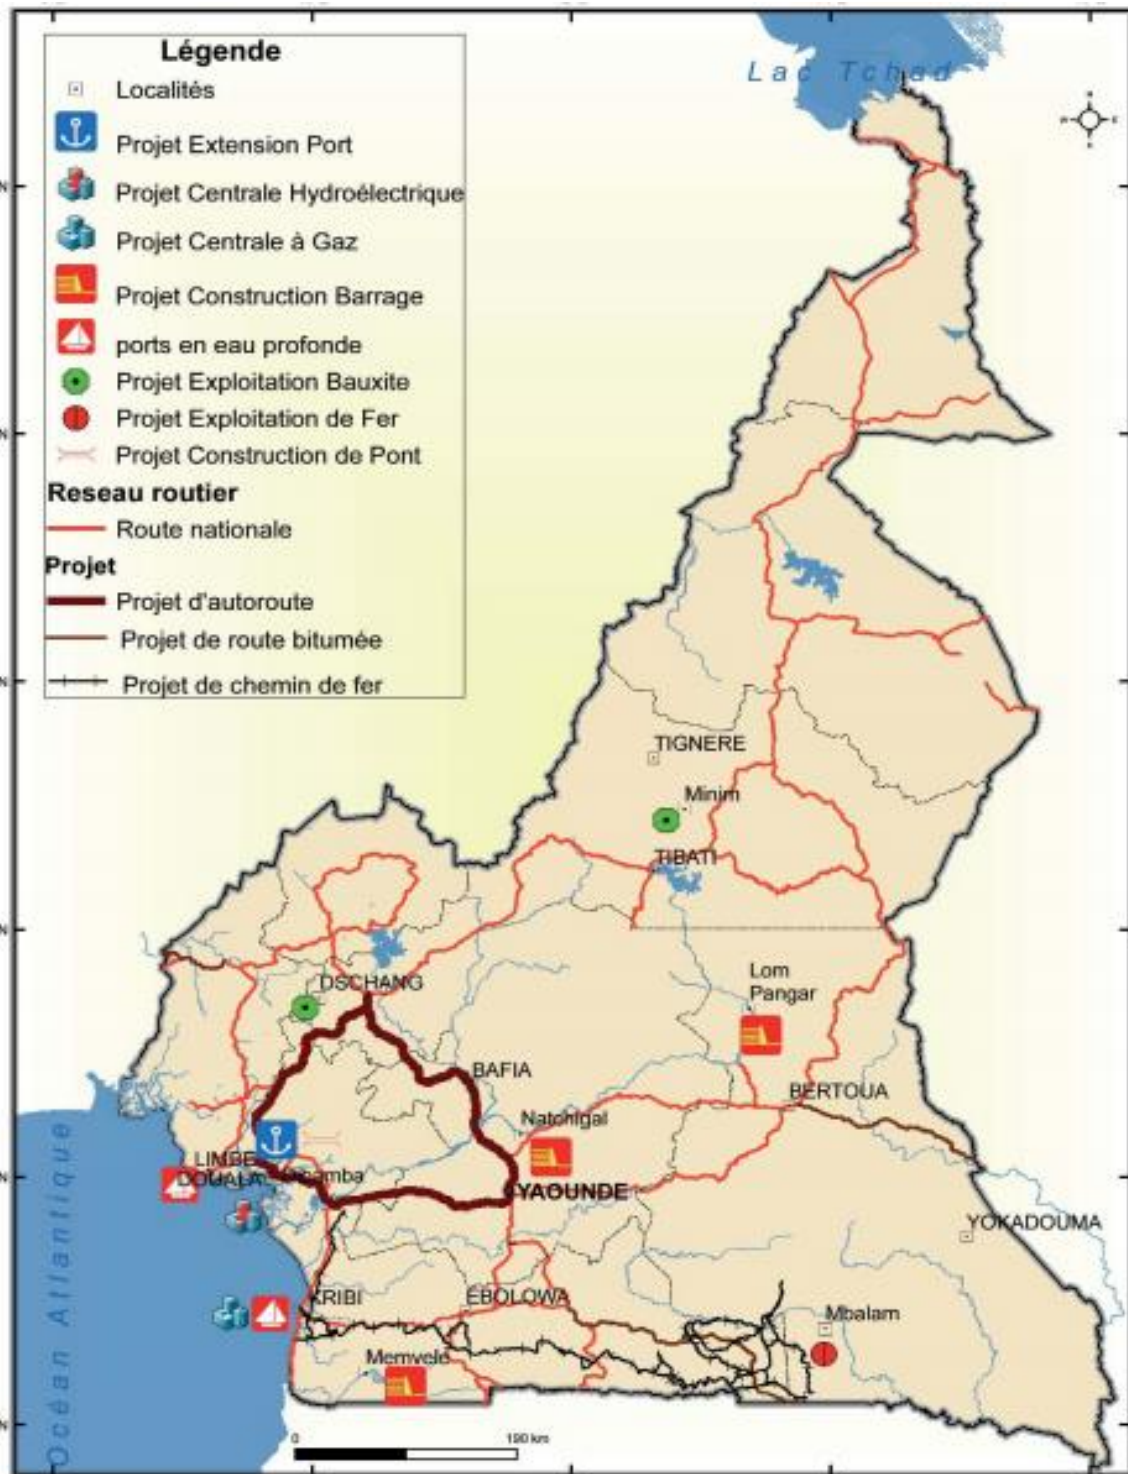 Légende
Localités
Projet Extension Port
Projet Centrale Hydroélectrique
Projet Centrale à Gaz
Projet Construction Barrage
ports en eau profonde
Projet Exploitation Bauxite
Projet Exploitation de Fer
Projet Construction de Pont
Reseau routier
Route nationale
Projet
Projet d'autoroute
Projet de route bitumée
Projet de chemin de fer
Lac Tchad
TIGNERE
Minim
TIBATI
Lom
Pangar
DSCHANG
BAFIA
BERTOUA
Natchigal
LIMBE
DOUALA
YAOUNDE
YOKADOUMA
KRIBI
EBOLOWA
Mbalam
Memvele
Océan Atlantique
0 190 km